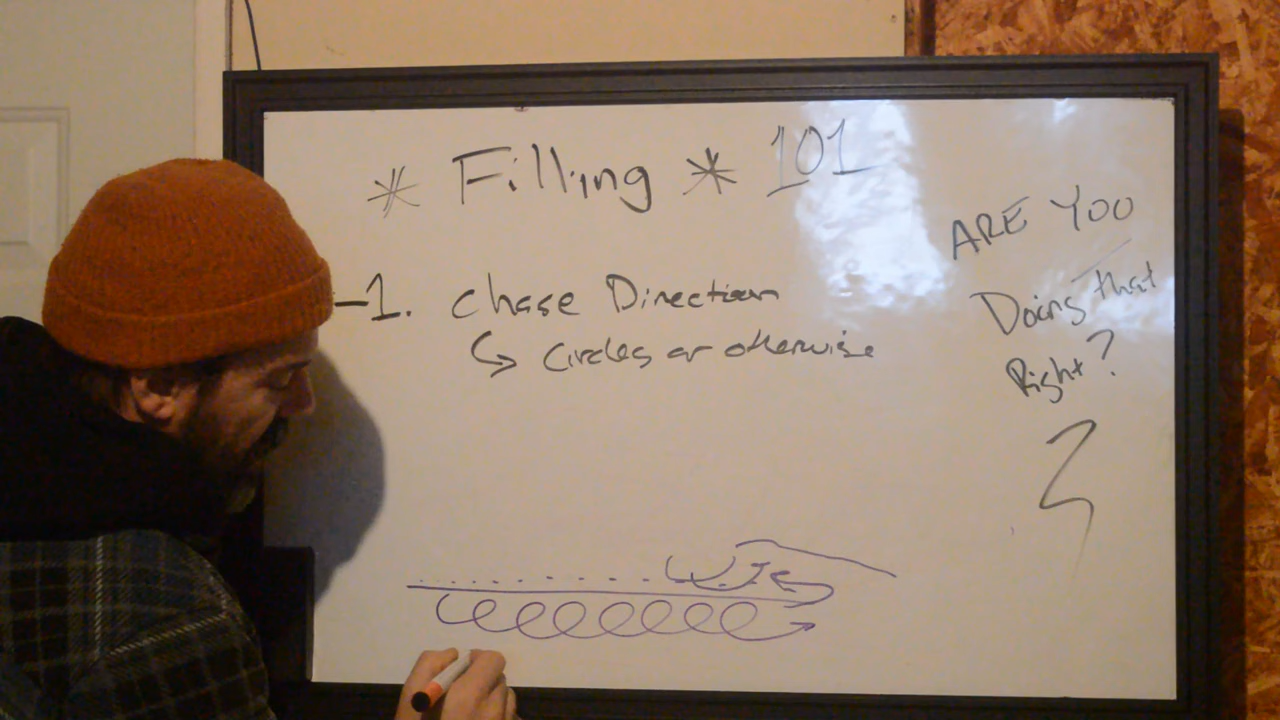 * Filling * 101
ARE YOU
Doing that
Right?
-1. Chase Direction
↳ Circles or otherwise